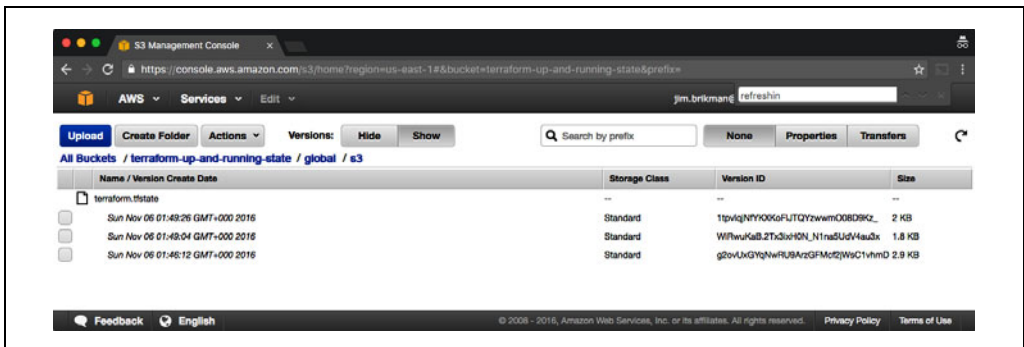 S3 Management Console ×
https://console.aws.amazon.com/s3/home?region=us-east-1#&bucket=terraform-up-and-running-state&prefix=
AWS Services Edit jim.brikman@ refreshin
Upload Create Folder Actions Versions: Hide Show Search by prefix None Properties Transfers
All Buckets / terraform-up-and-running-state / global / s3
Name / Version Create Date Storage Class Version ID Size
terraform.tfstate -- -- --
Sun Nov 06 01:49:26 GMT+000 2016 Standard 2 KB
Sun Nov 06 01:49:04 GMT+000 2016 Standard 1.8 KB
Sun Nov 06 01:46:12 GMT+000 2016 Standard 2.9 KB
Feedback English © 2008 - 2016, Amazon Web Services, Inc. or its affiliates. All rights reserved. Privacy Policy Terms of Use